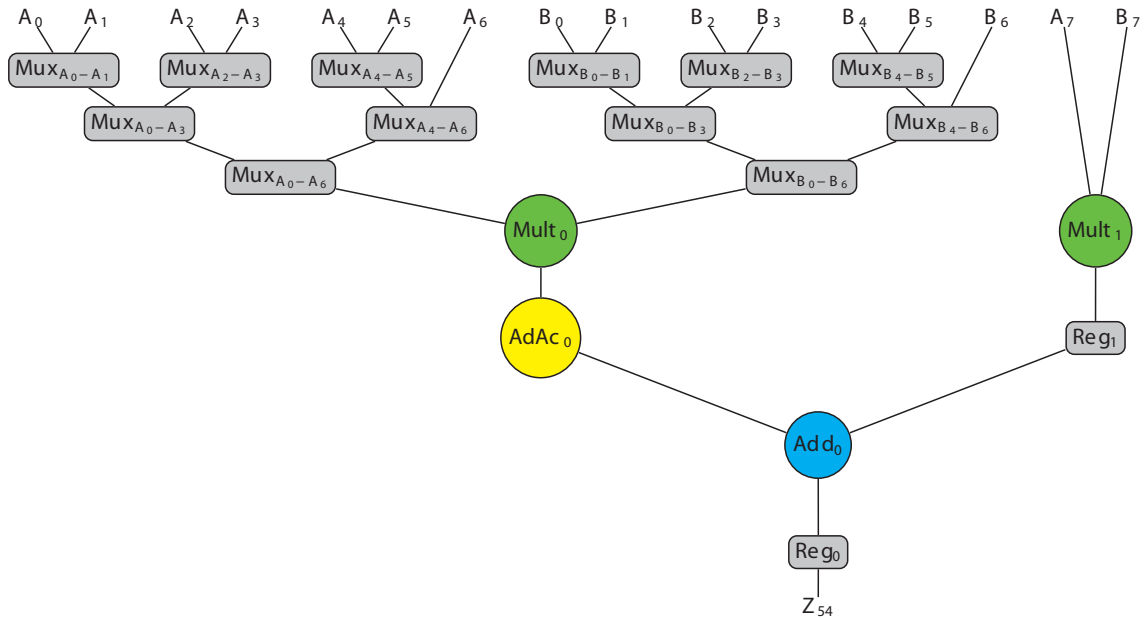 A0 A1 A2 A3 A4 A5 A6 B0 B1 B2 B3 B4 B5 B6 A7 B7
MuxA0−A1 MuxA2−A3 MuxA4−A5 MuxB0−B1 MuxB2−B3 MuxB4−B5
MuxA0−A3 MuxA4−A6 MuxB0−B3 MuxB4−B6
MuxA0−A6 MuxB0−B6
Mult0 Mult1
AdAc0 Reg1
Add0
Reg0
Z54